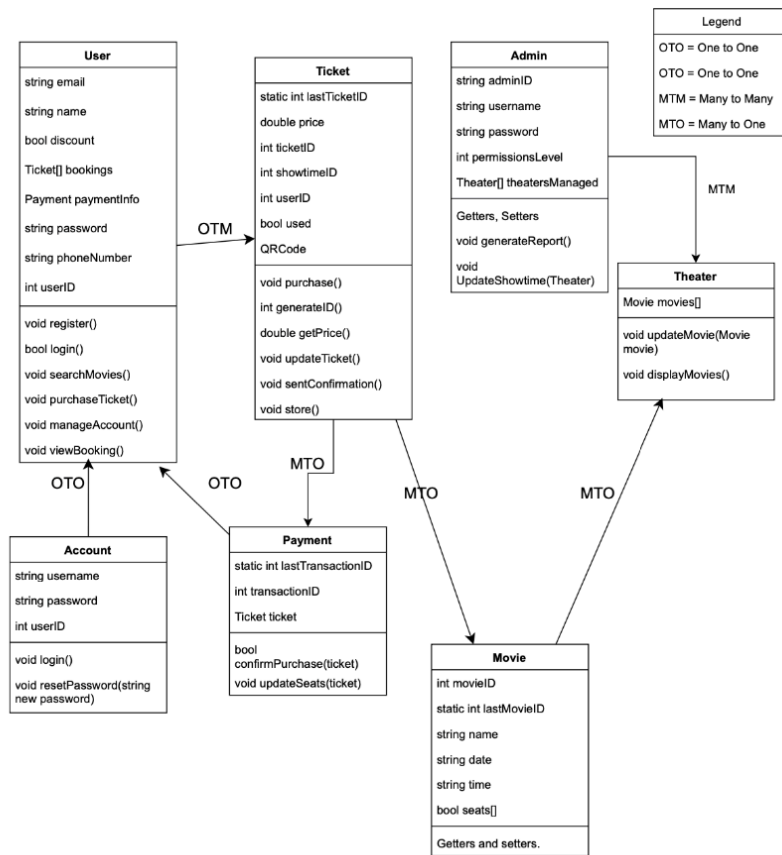 User
string email
string name
bool discount
Ticket[] bookings
Payment paymentInfo
string password
string phoneNumber
int userID
void register()
bool login()
void searchMovies()
void purchaseTicket()
void manageAccount()
void viewBooking()
OTM
Ticket
static int lastTicketID
double price
int ticketID
int showtimeID
int userID
bool used
QRCode
void purchase()
int generateID()
double getPrice()
void updateTicket()
void sentConfirmation()
void store()
Admin
string adminID
string username
string password
int permissionsLevel
Theater[] theatersManaged
Getters, Setters
void generateReport()
void
UpdateShowtime(Theater)
MTM
Legend
OTO = One to One
OTO = One to One
MTM = Many to Many
MTO = Many to One
Theater
Movie movies[]
void updateMovie(Movie
movie)
void displayMovies()
OTO
OTO
MTO
MTO
MTO
Account
string username
string password
int userID
void login()
void resetPassword(string
new password)
Payment
static int lastTransactionID
int transactionID
Ticket ticket
bool
confirmPurchase(ticket)
void updateSeats(ticket)
Movie
int movieID
static int lastMovieID
string name
string date
string time
bool seats[]
Getters and setters.